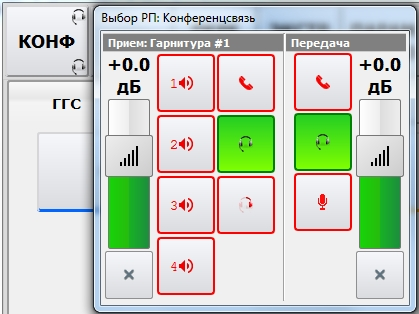 Выбор РП: Конференцсвязь
КОНФ
Прием: Гарнитура #1
Передача
+0.0
дБ
1
+0.0
дБ
ГГС
2
3
4